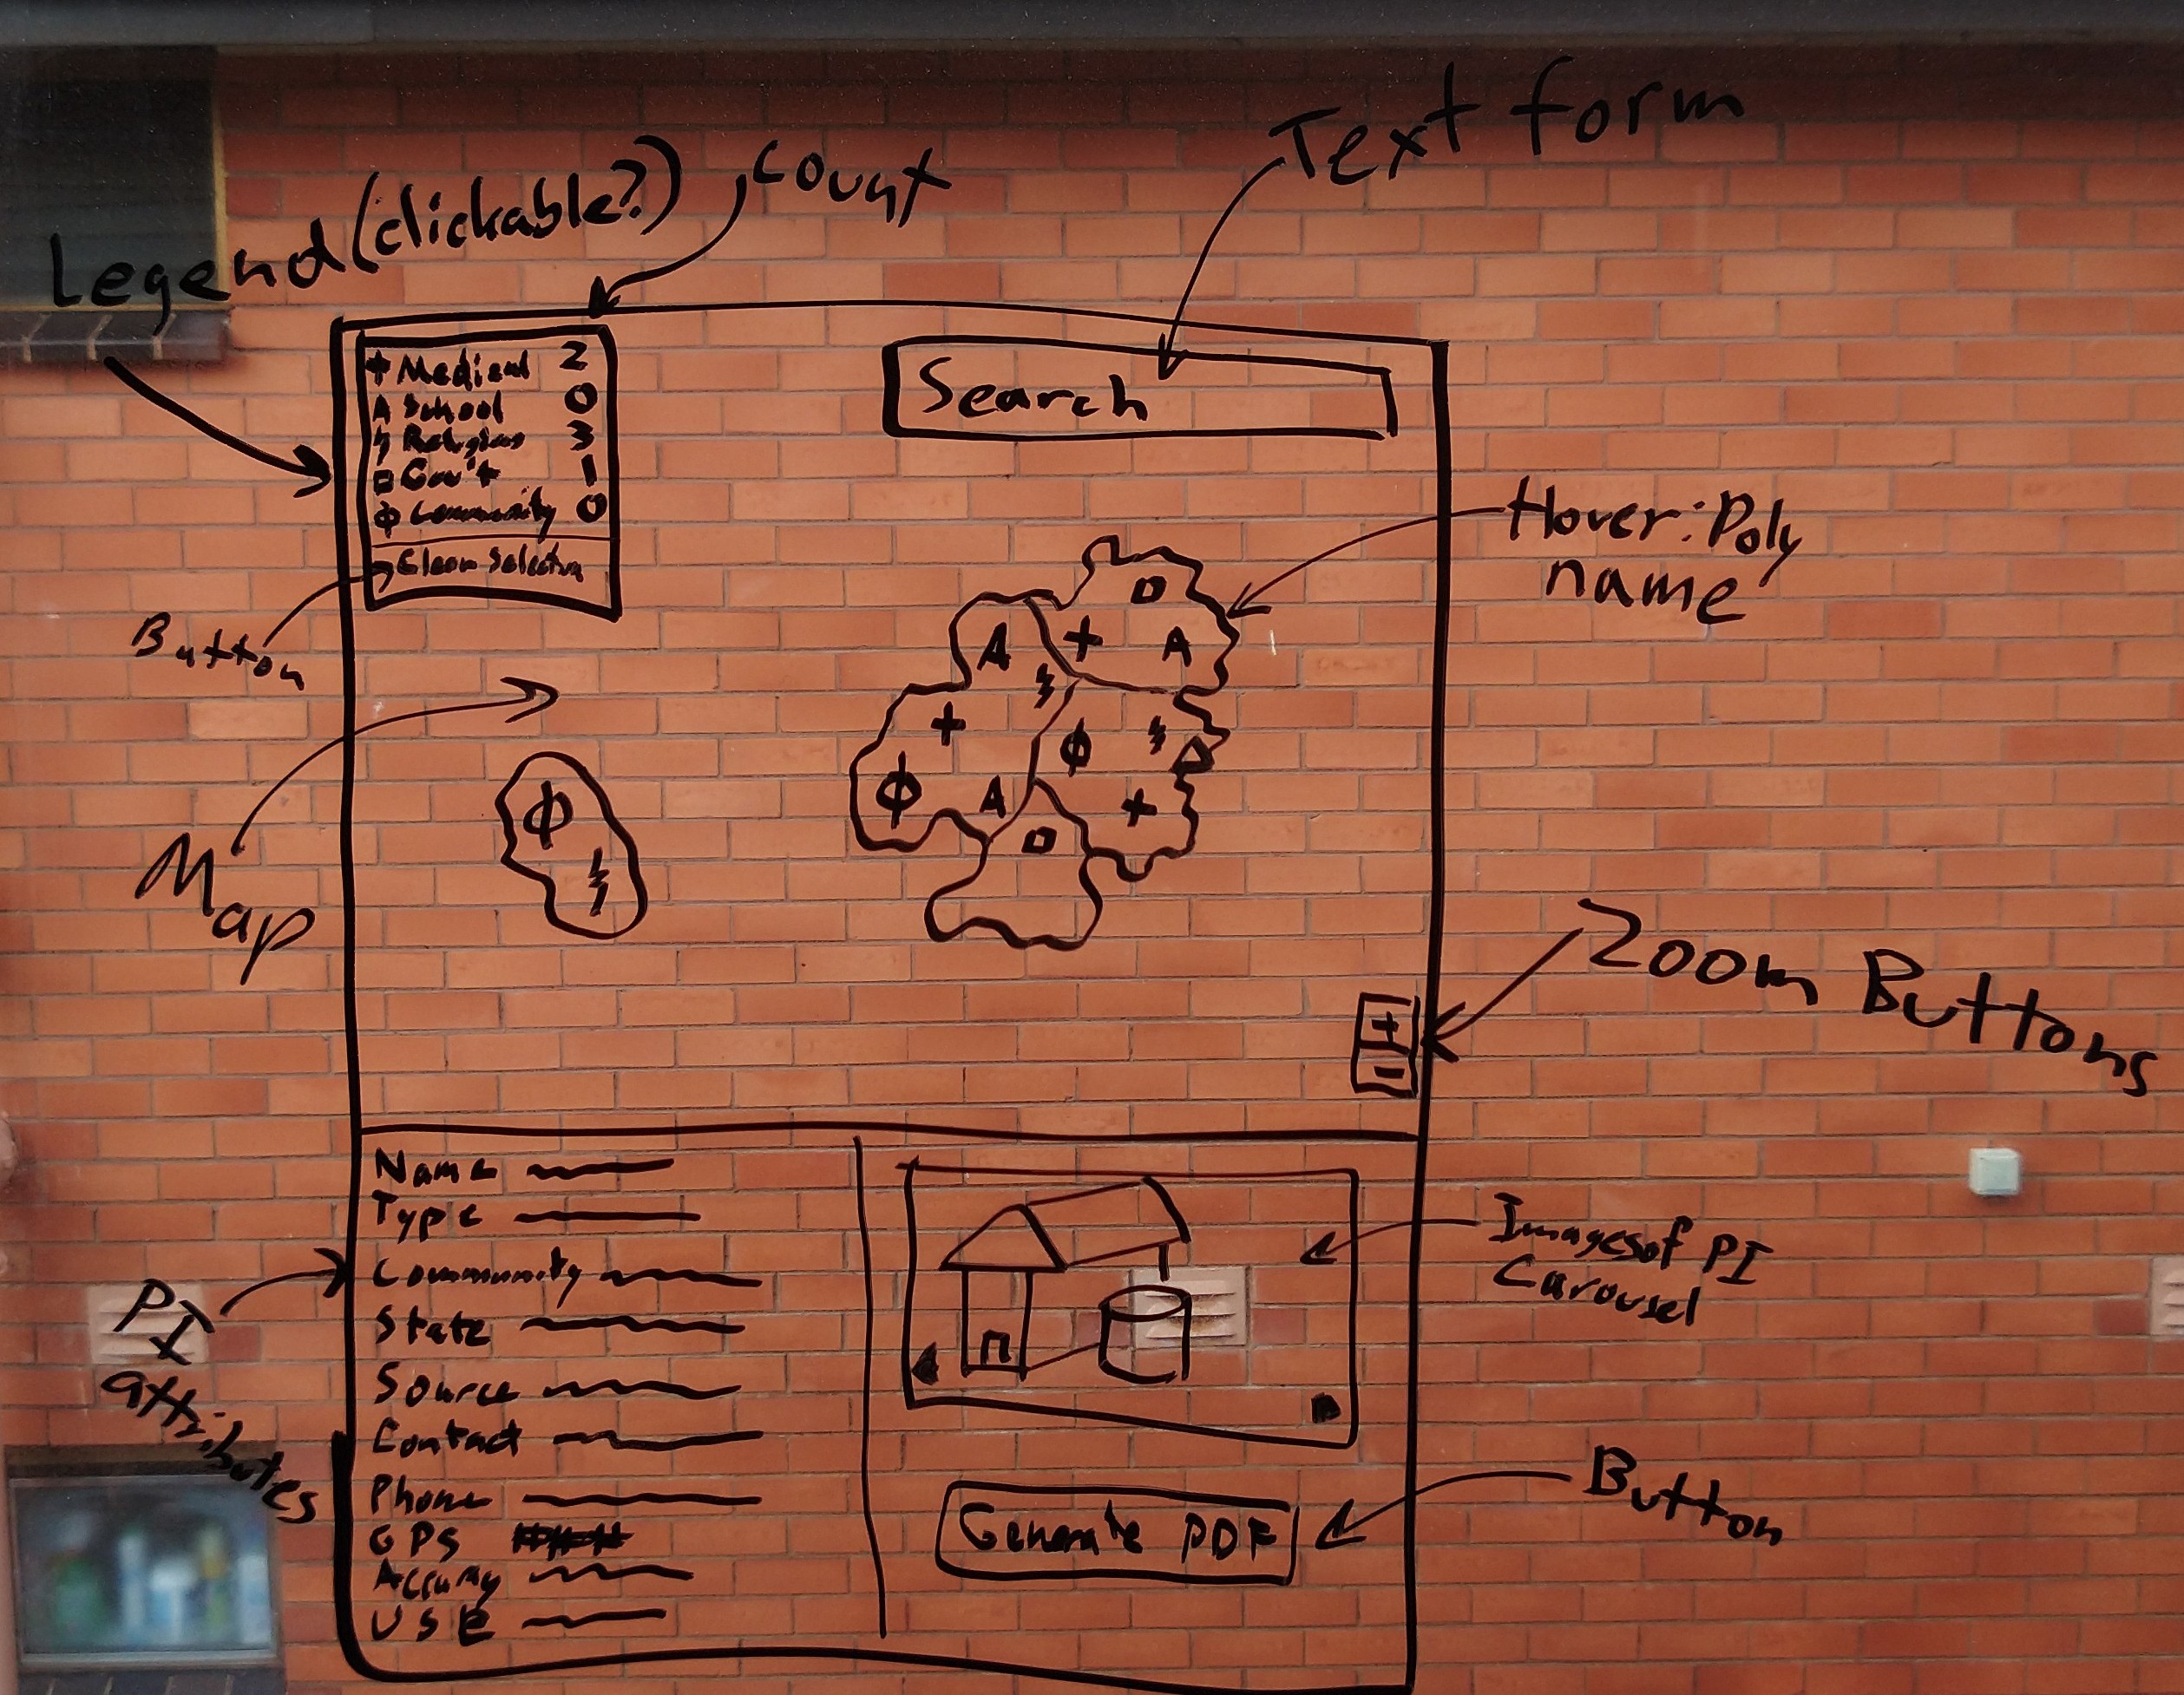 Text form
Legend (clickable?)
count
Medical 2
A School 0
Religious 3
Gov't 1
ф Community 0
Clear Selection
Button
Search
Hover: Poly
name
A + A
+
ф
ф A
+
ф
Map
Zoom Buttons
+
-
Name
Type
Community
State
Source
Contact
Phone
GPS
Accuracy
USE
PI
attributes
Images of PI
Carousel
Generate PDF
Button